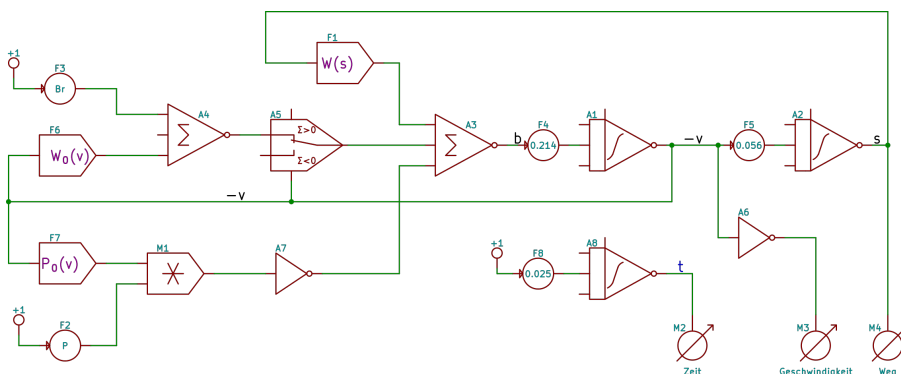 F1
W(s)
+1
F3
Br
A4
Σ
A5
Σ>0
Σ<0
A3
Σ
b
F4
0.214
A1
−v
F5
0.056
A2
s
F6
W₀(v)
−v
F7
P₀(v)
M1
A7
+1
F8
0.025
A8
t
A6
+1
F2
P
M2
Zeit
M3
Geschwindigkeit
M4
Weg